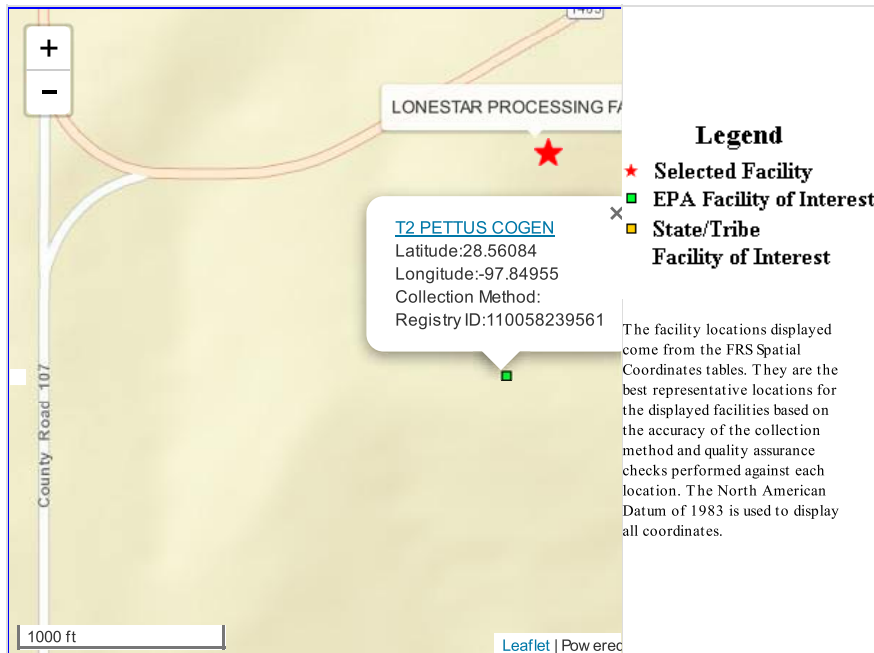 1465
+
−
LONESTAR PROCESSING FA
×
T2 PETTUS COGEN
Latitude:28.56084
Longitude:-97.84955
Collection Method:
Registry ID:110058239561
County Road 107
1000 ft
Leaflet | Powered
Legend
Selected Facility
EPA Facility of Interest
State/Tribe
Facility of Interest
The facility locations displayed
come from the FRS Spatial
Coordinates tables. They are the
best representative locations for
the displayed facilities based on
the accuracy of the collection
method and quality assurance
checks performed against each
location. The North American
Datum of 1983 is used to display
all coordinates.